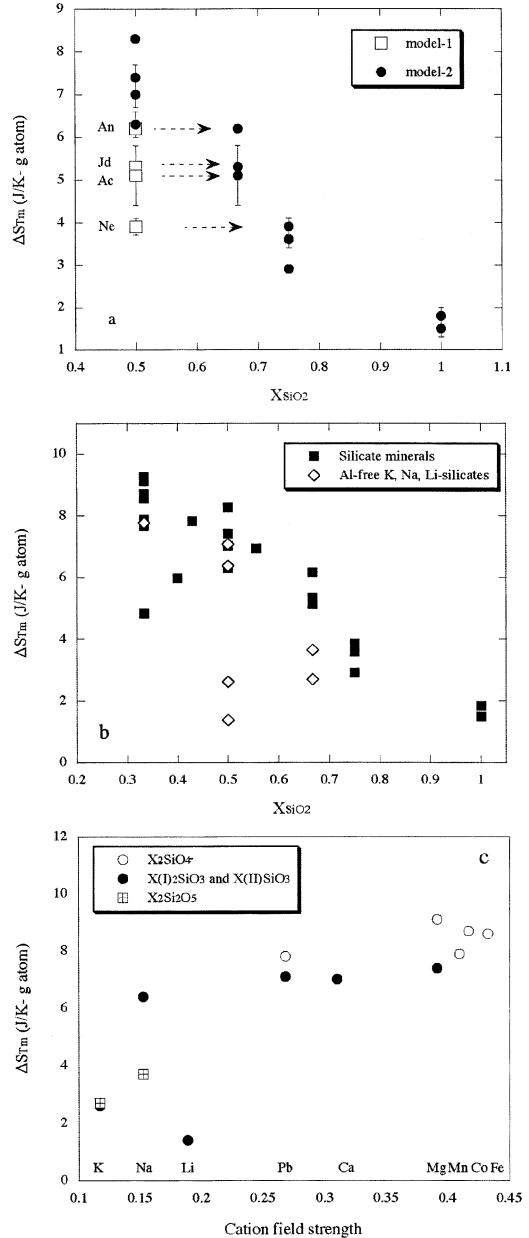 9
8
7
6
5
4
3
2
1
ΔSTm (J/K- g atom)
model-1
model-2
An
Jd
Ac
Ne
a
0.4 0.5 0.6 0.7 0.8 0.9 1 1.1
XSiO2
10
8
6
4
2
0
ΔSTm (J/K- g atom)
Silicate minerals
Al-free K, Na, Li-silicates
b
0.2 0.3 0.4 0.5 0.6 0.7 0.8 0.9 1
XSiO2
12
10
8
6
4
2
0
ΔSTm (J/K- g atom)
X2SiO4
X(I)2SiO3 and X(II)SiO3
X2Si2O5
c
K Na Li Pb Ca Mg Mn Co Fe
0.1 0.15 0.2 0.25 0.3 0.35 0.4 0.45
Cation field strength